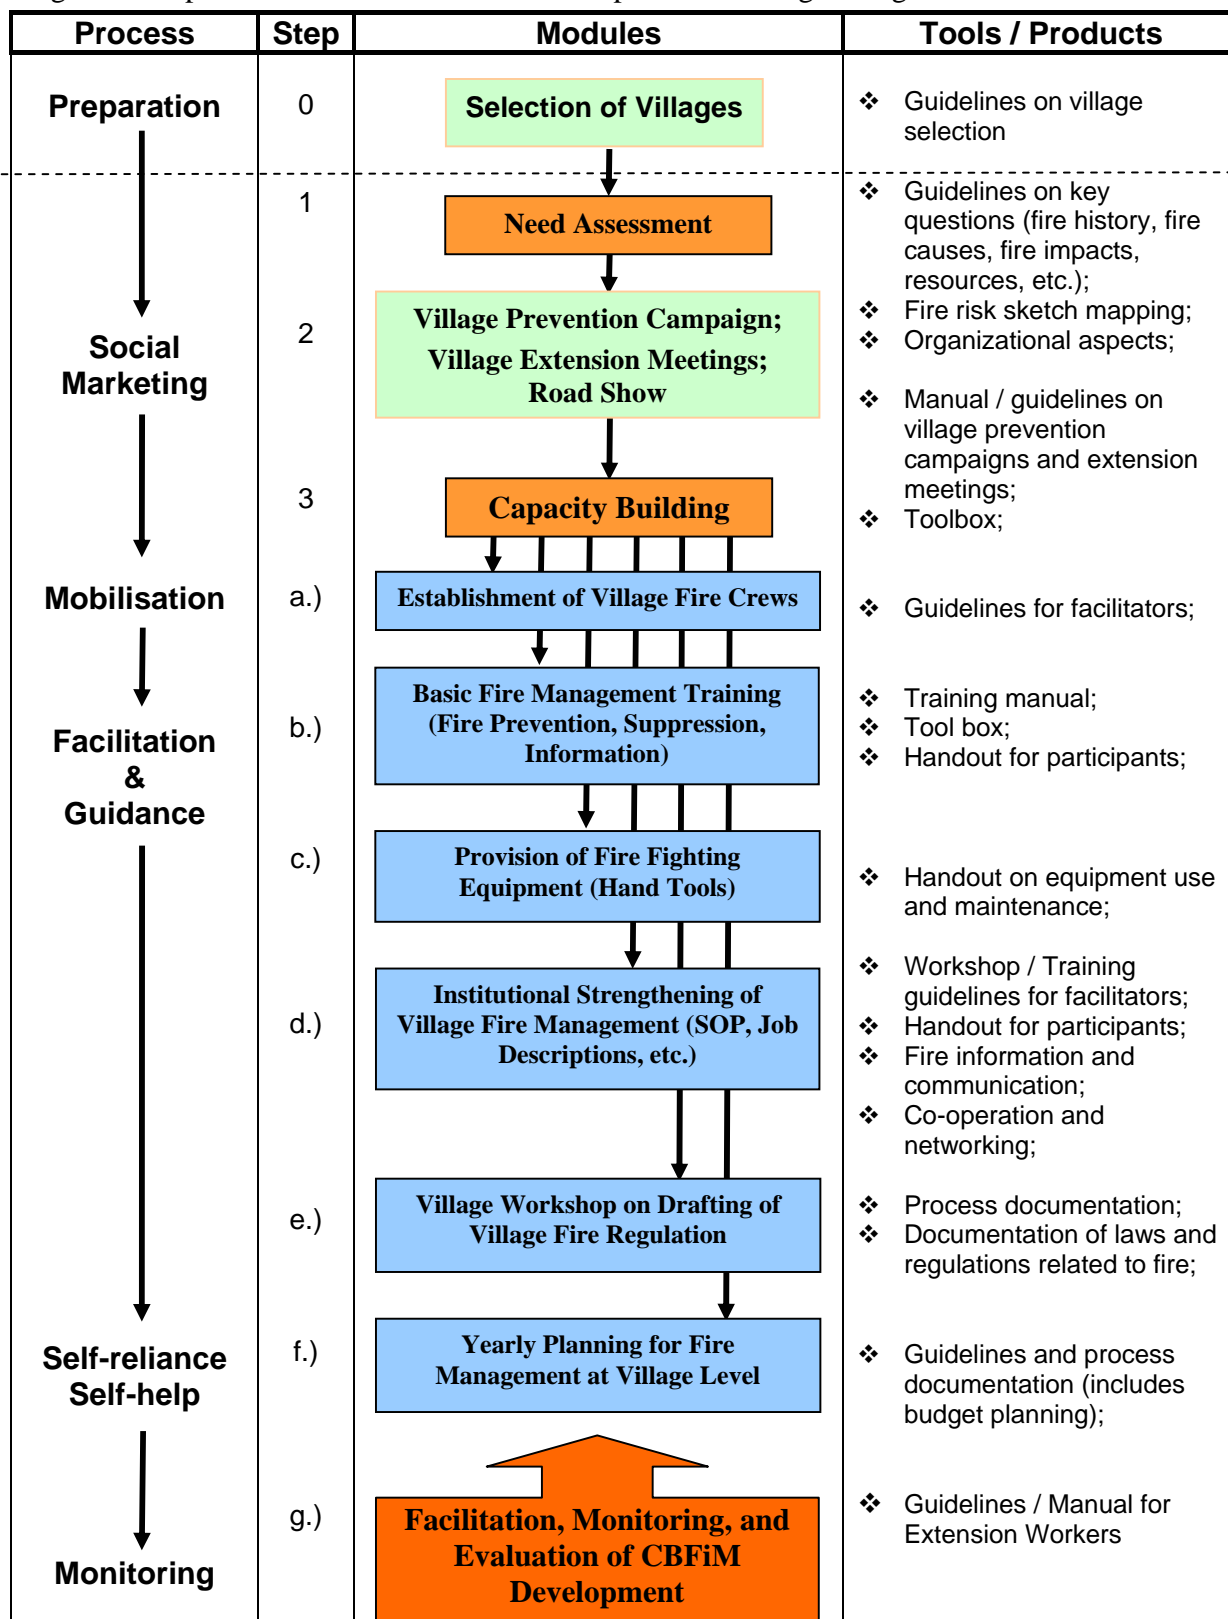 Process Step Modules Tools / Products
Preparation
0
Selection of Villages
❖ Guidelines on village
selection
1
Need Assessment
❖ Guidelines on key
questions (fire history, fire
causes, fire impacts,
resources, etc.);
❖ Fire risk sketch mapping;
❖ Organizational aspects;
Social
Marketing
2
Village Prevention Campaign;
Village Extension Meetings;
Road Show
❖ Manual / guidelines on
village prevention
campaigns and extension
meetings;
❖ Toolbox;
3
Capacity Building
Mobilisation
a.)
Establishment of Village Fire Crews
❖ Guidelines for facilitators;
Facilitation
&
Guidance
b.)
Basic Fire Management Training
(Fire Prevention, Suppression,
Information)
❖ Training manual;
❖ Tool box;
❖ Handout for participants;
c.)
Provision of Fire Fighting
Equipment (Hand Tools)
❖ Handout on equipment use
and maintenance;
d.)
Institutional Strengthening of
Village Fire Management (SOP, Job
Descriptions, etc.)
❖ Workshop / Training
guidelines for facilitators;
❖ Handout for participants;
❖ Fire information and
communication;
❖ Co-operation and
networking;
e.)
Village Workshop on Drafting of
Village Fire Regulation
❖ Process documentation;
❖ Documentation of laws and
regulations related to fire;
Self-reliance
Self-help
f.)
Yearly Planning for Fire
Management at Village Level
❖ Guidelines and process
documentation (includes
budget planning);
Monitoring
g.)
Facilitation, Monitoring, and
Evaluation of CBFiM
Development
❖ Guidelines / Manual for
Extension Workers